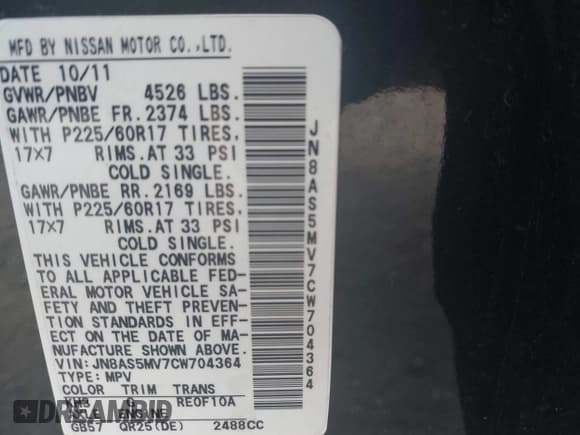 MFD BY NISSAN MOTOR CO.,LTD.
DATE 10/11
GVWR/PNBV 4526 LBS.
GAWR/PNBE FR. 2374 LBS.
WITH P225/60R17 TIRES,
17X7 RIMS. AT 33 PSI
COLD SINGLE.
GAWR/PNBE RR. 2169 LBS.
WITH P225/60R17 TIRES,
17X7 RIMS. AT 33 PSI
COLD SINGLE.
THIS VEHICLE CONFORMS
TO ALL APPLICABLE FED-
ERAL MOTOR VEHICLE SA-
FETY AND THEFT PREVEN-
TION STANDARDS IN EFF-
ECT ON THE DATE OF MA-
NUFACTURE SHOWN ABOVE.
VIN: JN8AS5MV7CW704364
TYPE: MPV
COLOR TRIM TRANS
KH3 G RE0F10A
ENGINE
GB57 QR25(DE) 2488CC
JN8AS5MV7CW704364
DREAMBID